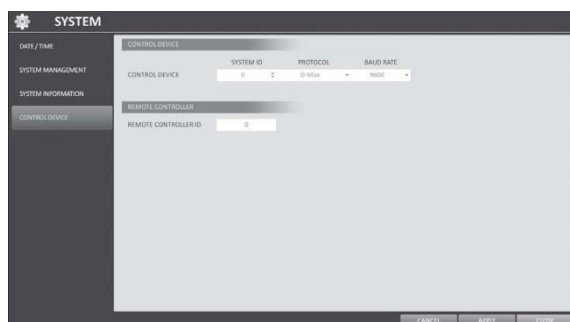 SYSTEM
DATE / TIME
SYSTEM MANAGEMENT
SYSTEM INFORMATION
CONTROL DEVICE
CONTROL DEVICE
SYSTEM ID PROTOCOL BAUD RATE
CONTROL DEVICE 0 D-Max 9600
REMOTE CONTROLLER
REMOTE CONTROLLER ID 0
CANCEL APPLY CLOSE